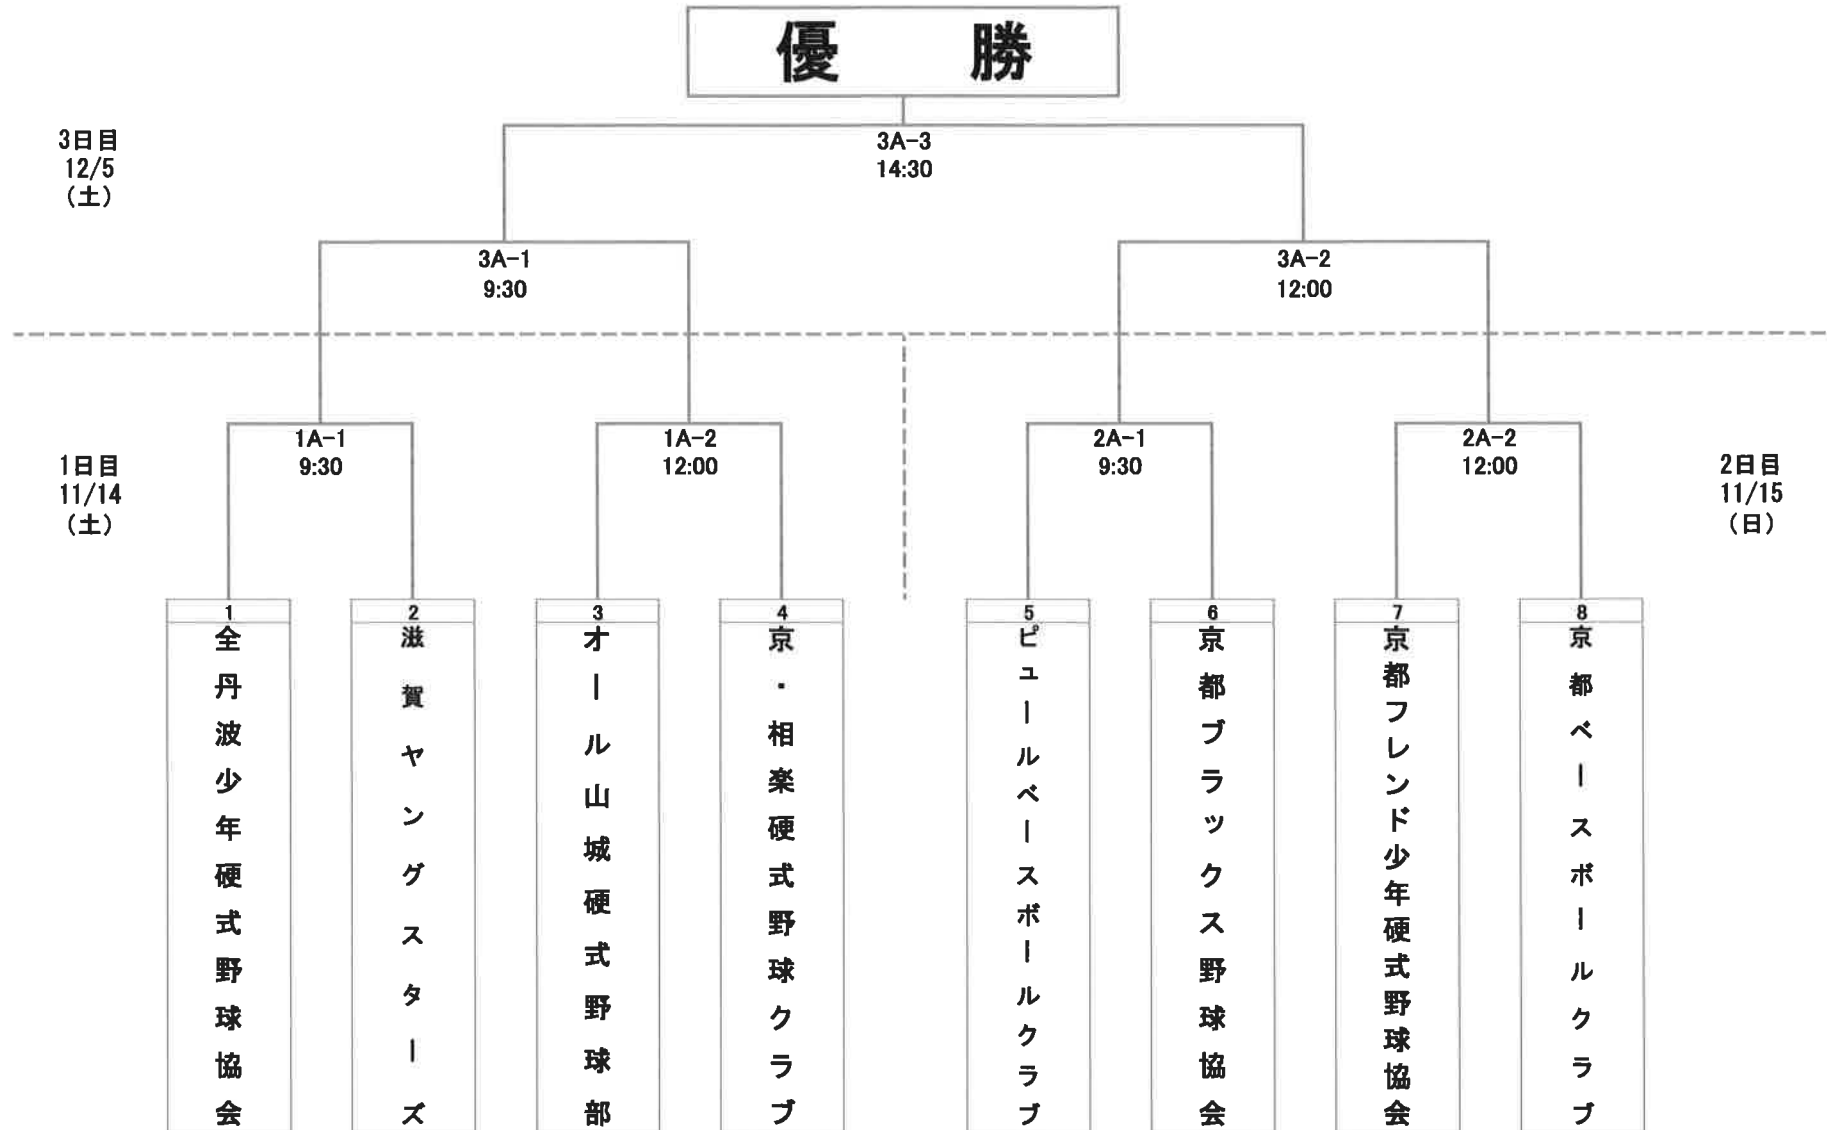 優 勝
3日目
12/5
(土)
3A-3
14:30
3A-1
9:30
3A-2
12:00
1日目
11/14
(土)
1A-1
9:30
1A-2
12:00
2A-1
9:30
2A-2
12:00
2日目
11/15
(日)
1
全丹波少年硬式野球協会
2
滋賀ヤングスターズ
3
オール山城硬式野球部
4
京・相楽硬式野球クラブ
5
ピュールベースボールクラブ
6
京都ブラックス野球協会
7
京都フレンド少年硬式野球協会
8
京都ベースボールクラブ